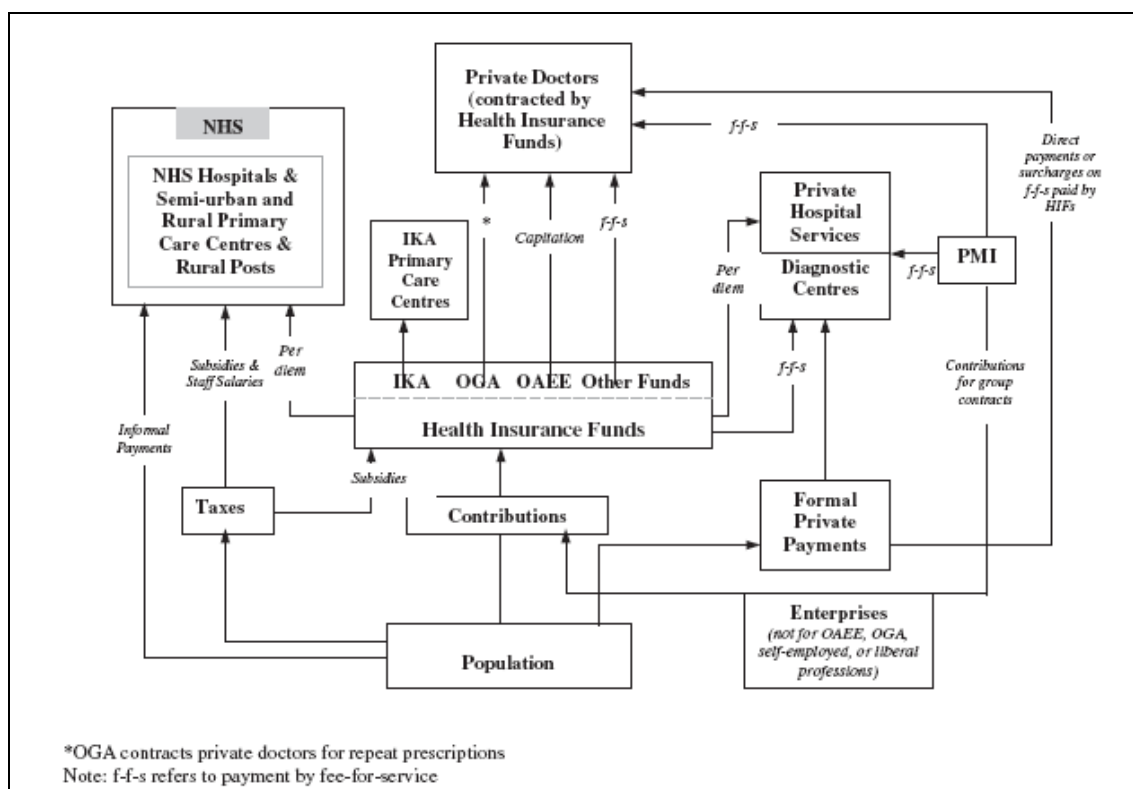 Private Doctors
(contracted by
Health Insurance
Funds)
NHS
NHS Hospitals &
Semi-urban and
Rural Primary
Care Centres &
Rural Posts
f-f-s
Direct
payments or
surcharges on
f-f-s paid by
HIFs
Private
Hospital
Services
Diagnostic
Centres
PMI
f-f-s
IKA
Primary
Care
Centres
*
Capitation
f-f-s
Per
diem
Subsidies &
Staff Salaries
Per
diem
f-f-s
Contributions
for group
contracts
IKA OGA OAEE Other Funds
Health Insurance Funds
Informal
Payments
Subsidies
Taxes
Contributions
Formal
Private
Payments
Enterprises
(not for OAEE, OGA,
self-employed, or liberal
professions)
Population
*OGA contracts private doctors for repeat prescriptions
Note: f-f-s refers to payment by fee-for-service